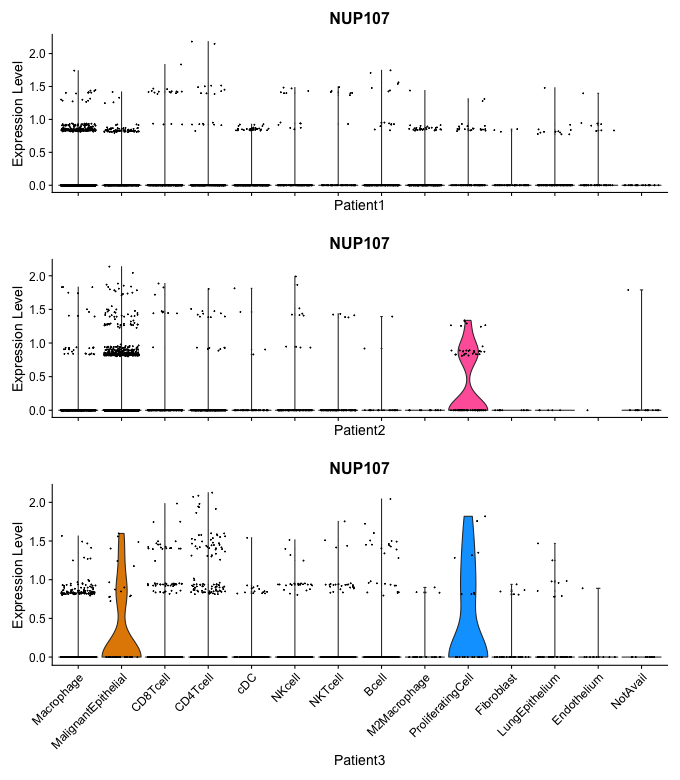 NUP107
Expression Level
2.0
1.5
1.0
0.5
0.0
Patient1
NUP107
Expression Level
2.0
1.5
1.0
0.5
0.0
Patient2
NUP107
Expression Level
2.0
1.5
1.0
0.5
0.0
Macrophage
MalignantEpithelial
CD8Tcell
CD4Tcell
cDC
NKcell
NKTcell
Bcell
M2Macrophage
ProliferatingCell
Fibroblast
LungEpithelium
Endothelium
NotAvail
Patient3